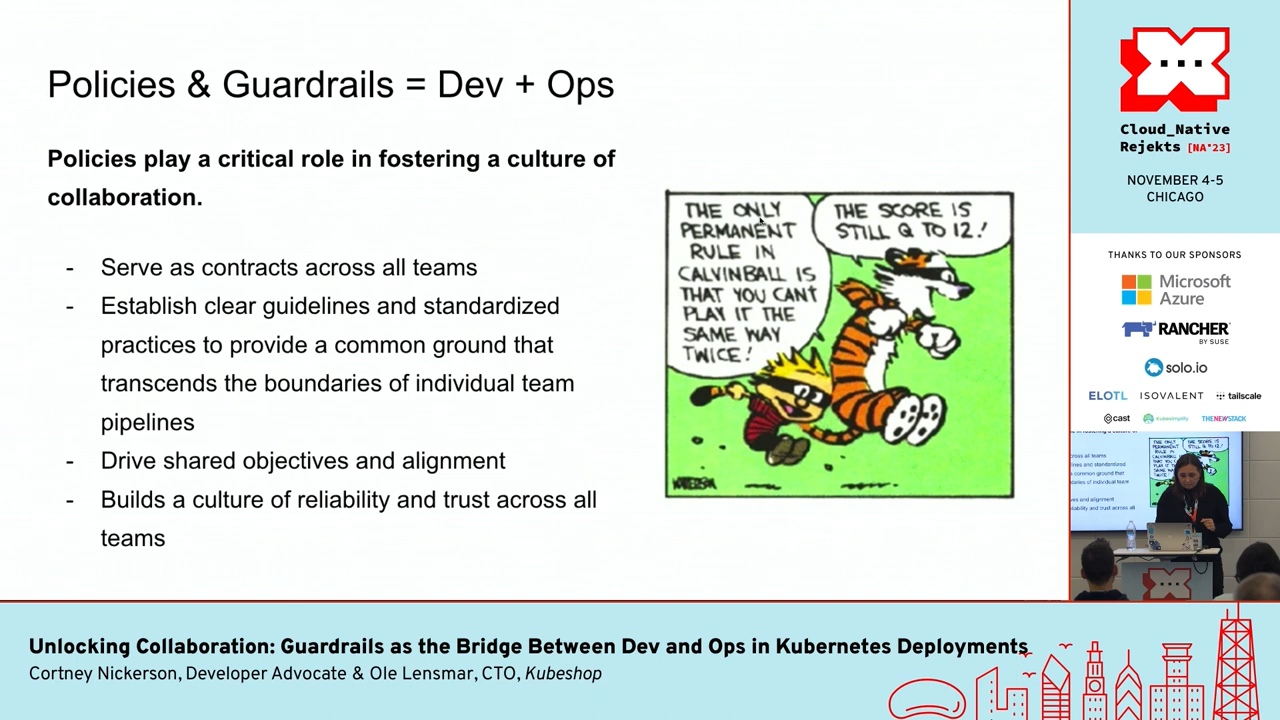 Policies & Guardrails = Dev + Ops
Policies play a critical role in fostering a culture of
collaboration.
- Serve as contracts across all teams
- Establish clear guidelines and standardized
practices to provide a common ground that
transcends the boundaries of individual team
pipelines
- Drive shared objectives and alignment
- Builds a culture of reliability and trust across all
teams
THE ONLY
PERMANENT
RULE IN
CALVINBALL IS
THAT YOU CAN'T
PLAY IT THE
SAME WAY
TWICE!
THE SCORE IS
STILL Q TO 12!
WATTERSON
Cloud_Native
Rejekts [NA'23]
NOVEMBER 4-5
CHICAGO
THANKS TO OUR SPONSORS
Microsoft
Azure
RANCHER
BY SUSE
solo.io
ELOTL ISOVALENT tailscale
cast kubesimplify THENEWSTACK
Unlocking Collaboration: Guardrails as the Bridge Between Dev and Ops in Kubernetes Deployments
Cortney Nickerson, Developer Advocate & Ole Lensmar, CTO, Kubeshop